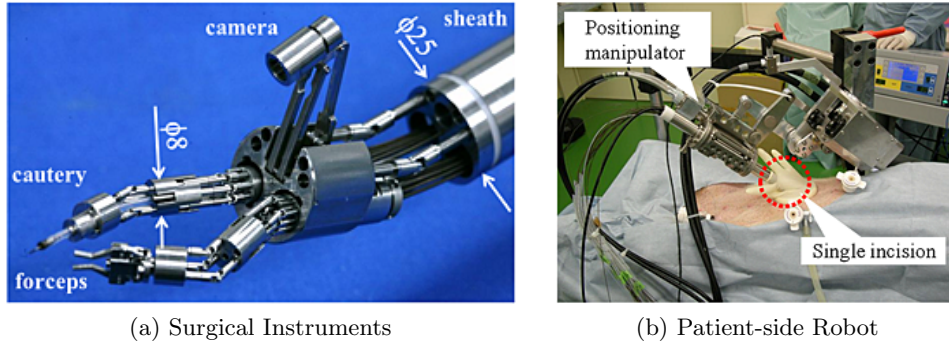 camera
sheath
ϕ25
ϕ8
cautery
forceps
Positioning
manipulator
Single incision
(a) Surgical Instruments
(b) Patient-side Robot